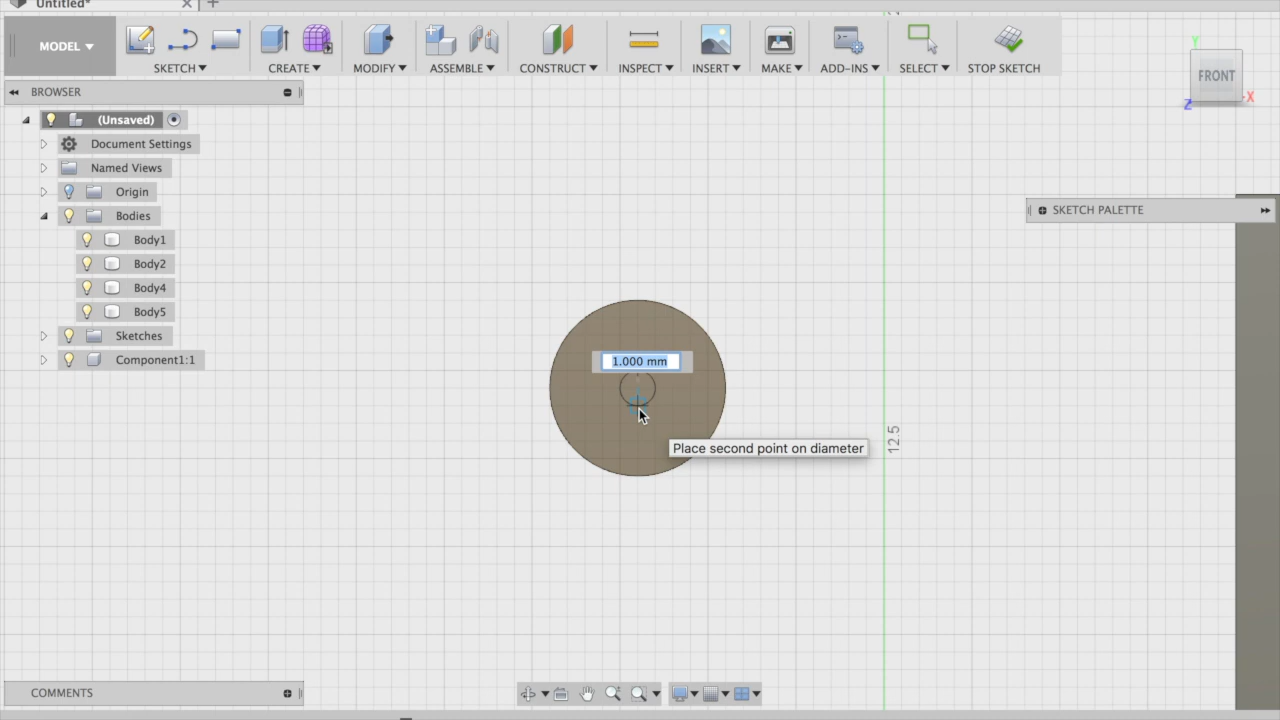 Untitled*
MODEL
SKETCH
CREATE
MODIFY
ASSEMBLE
CONSTRUCT
INSPECT
INSERT
MAKE
ADD-INS
SELECT
STOP SKETCH
FRONT
Y
Z
X
BROWSER
(Unsaved)
Document Settings
Named Views
Origin
Bodies
Body1
Body2
Body4
Body5
Sketches
Component1:1
SKETCH PALETTE
1.000 mm
Place second point on diameter
12.5
COMMENTS